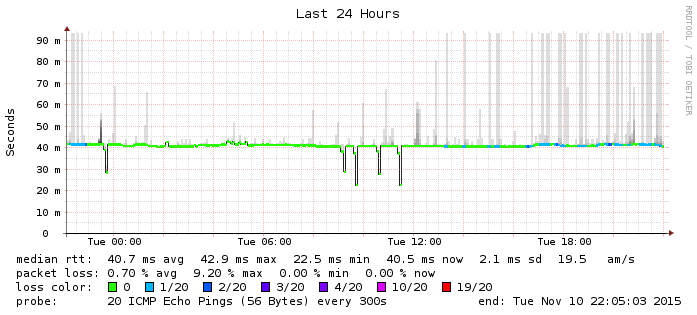 Last 24 Hours
RRDTOOL / TOBI OETIKER
Seconds
90 m
80 m
70 m
60 m
50 m
40 m
30 m
20 m
10 m
0
Tue 00:00 Tue 06:00 Tue 12:00 Tue 18:00
median rtt: 40.7 ms avg 42.9 ms max 22.5 ms min 40.5 ms now 2.1 ms sd 19.5 am/s
packet loss: 0.70 % avg 9.20 % max 0.00 % min 0.00 % now
loss color: 0 1/20 2/20 3/20 4/20 10/20 19/20
probe: 20 ICMP Echo Pings (56 Bytes) every 300s end: Tue Nov 10 22:05:03 2015